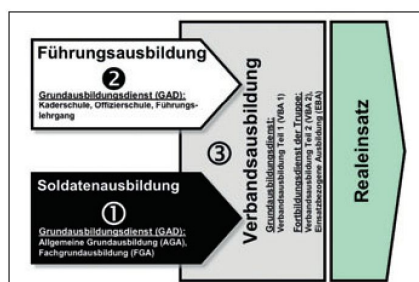 Führungsausbildung
❷
Grundausbildungsdienst (GAD):
Kaderschule, Offizierschule, Führungs-
lehrgang
Soldatenausbildung
①
Grundausbildungsdienst (GAD):
Allgemeine Grundausbildung (AGA),
Fachgrundausbildung (FGA)
③
Verbandsausbildung
Grundausbildungsdienst:
Verbandsausbildung Teil 1 (VBA 1)
Fortbildungsdienst der Truppe:
Verbandsausbildung Teil 2 (VBA 2),
Einsatzbezogene Ausbildung (EBA)
Realeinsatz